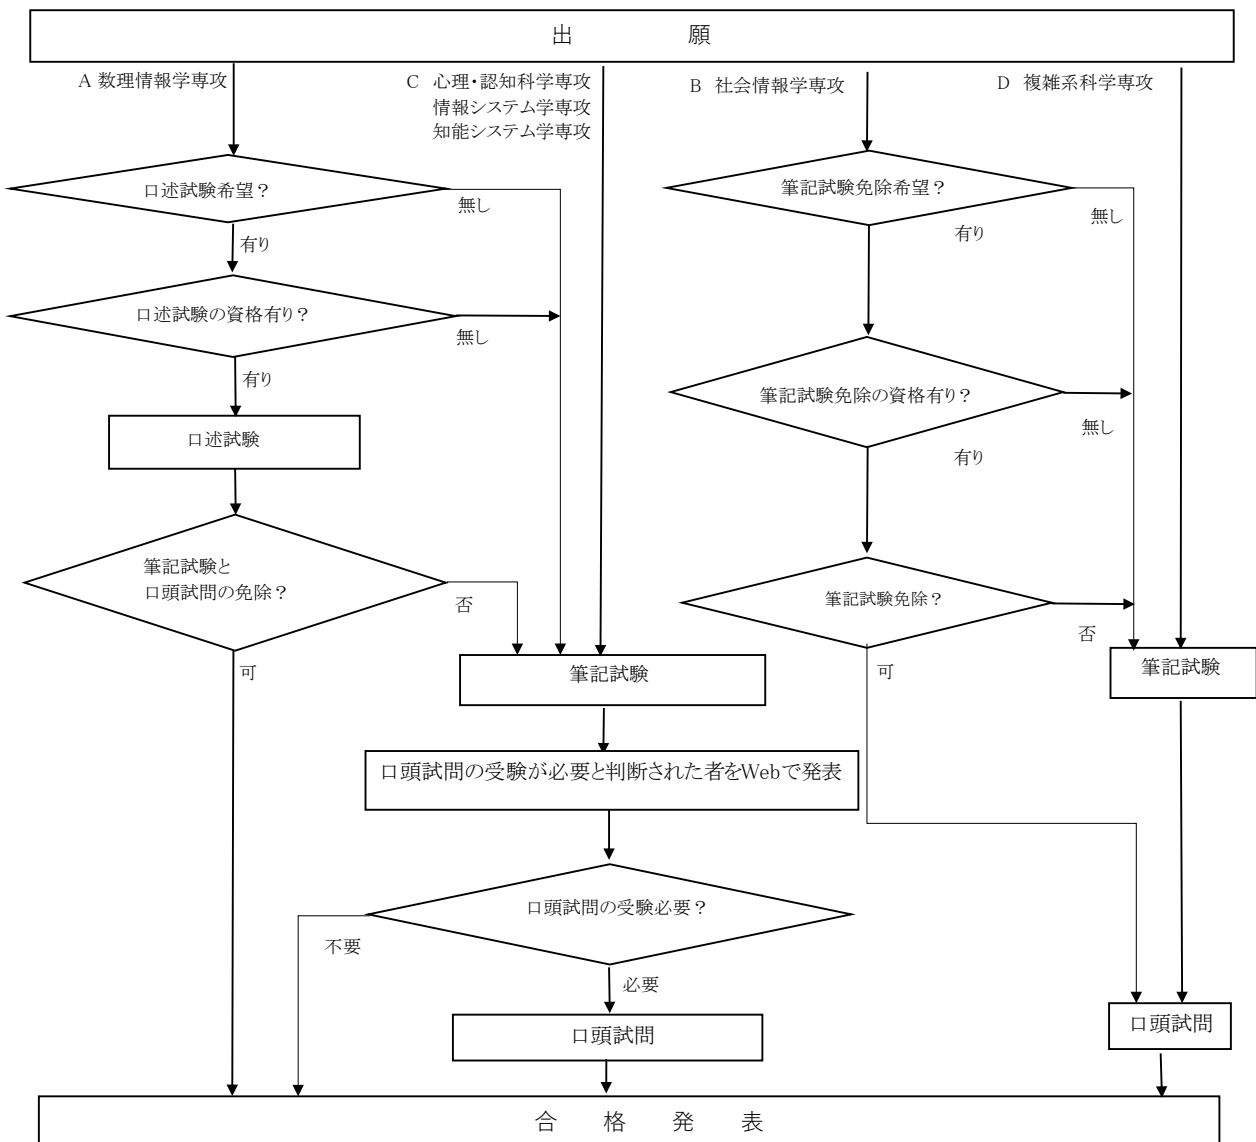 出 願
A 数理情報学専攻
C 心理・認知科学専攻
情報システム学専攻
知能システム学専攻
B 社会情報学専攻
D 複雑系科学専攻
口述試験希望？
無し
有り
口述試験の資格有り？
無し
有り
口述試験
筆記試験と
口頭試問の免除？
否
可
筆記試験免除希望？
無し
有り
筆記試験免除の資格有り？
無し
有り
筆記試験免除？
否
可
筆記試験
筆記試験
口頭試問の受験が必要と判断された者をWebで発表
口頭試問の受験必要？
不要
必要
口頭試問
口頭試問
合 格 発 表